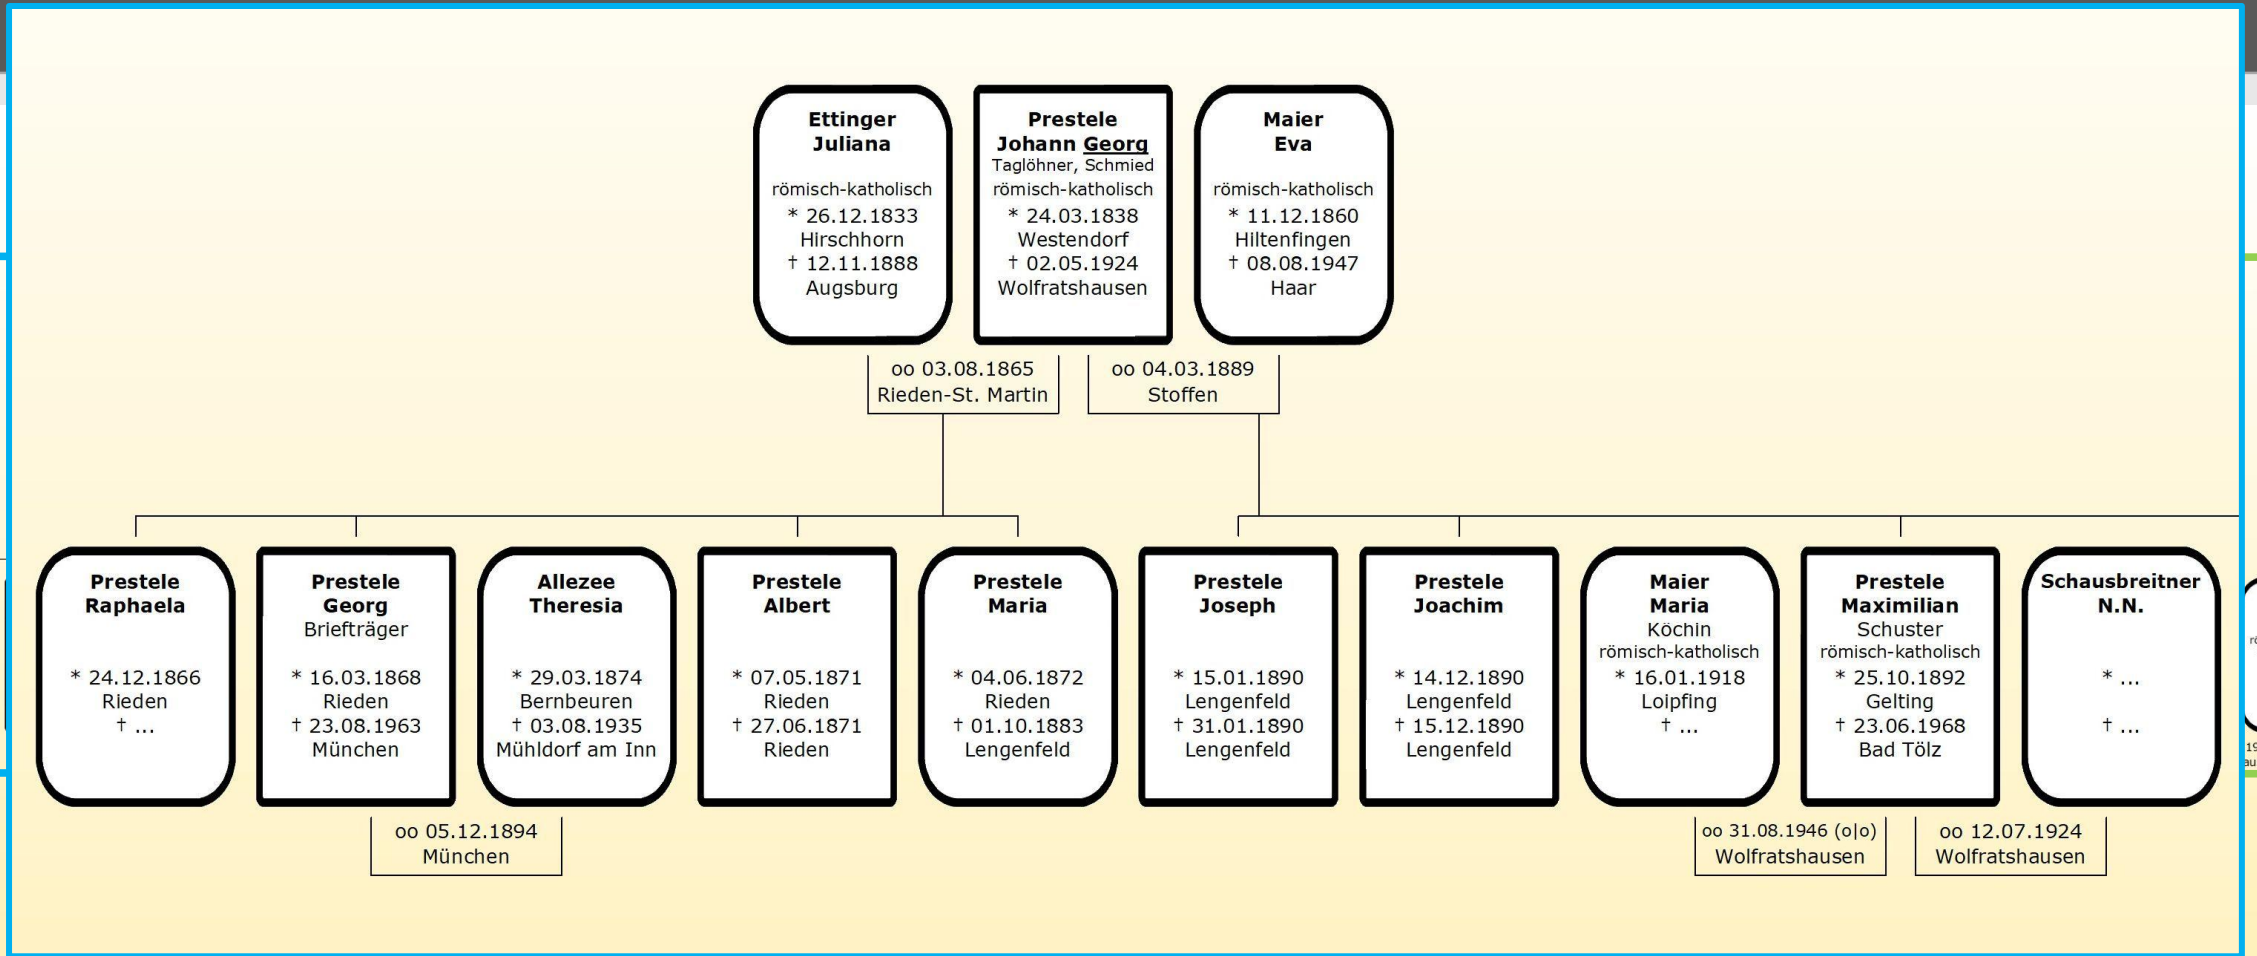 Ettinger
Juliana
römisch-katholisch
* 26.12.1833
Hirschhorn
† 12.11.1888
Augsburg
Prestele
Johann Georg
Taglöhner, Schmied
römisch-katholisch
* 24.03.1838
Westendorf
† 02.05.1924
Wolfratshausen
Maier
Eva
römisch-katholisch
* 11.12.1860
Hiltenfingen
† 08.08.1947
Haar
oo 03.08.1865
Rieden-St. Martin
oo 04.03.1889
Stoffen
Prestele
Raphaela
* 24.12.1866
Rieden
† ...
Prestele
Georg
Briefträger
* 16.03.1868
Rieden
† 23.08.1963
München
Allezee
Theresia
* 29.03.1874
Bernbeuren
† 03.08.1935
Mühldorf am Inn
Prestele
Albert
* 07.05.1871
Rieden
† 27.06.1871
Rieden
Prestele
Maria
* 04.06.1872
Rieden
† 01.10.1883
Lengenfeld
Prestele
Joseph
* 15.01.1890
Lengenfeld
† 31.01.1890
Lengenfeld
Prestele
Joachim
* 14.12.1890
Lengenfeld
† 15.12.1890
Lengenfeld
Maier
Maria
Köchin
römisch-katholisch
* 16.01.1918
Loipfing
† ...
Prestele
Maximilian
Schuster
römisch-katholisch
* 25.10.1892
Gelting
† 23.06.1968
Bad Tölz
Schausbreitner
N.N.
* ...
† ...
oo 05.12.1894
München
oo 31.08.1946 (o|o)
Wolfratshausen
oo 12.07.1924
Wolfratshausen